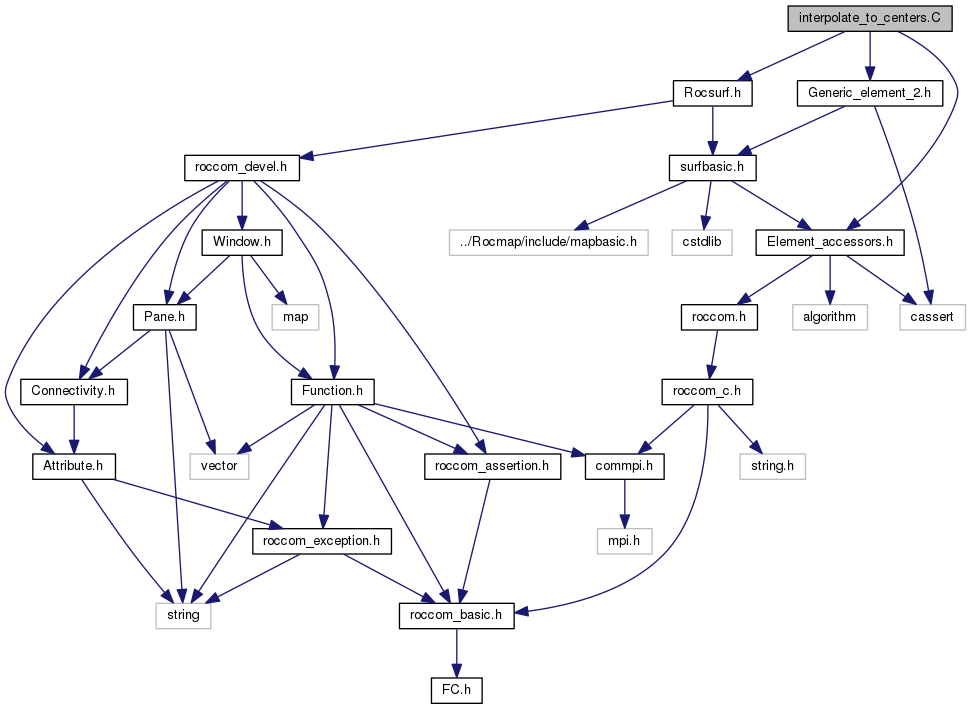 interpolate_to_centers.C
Rocsurf.h
Generic_element_2.h
roccom_devel.h
surfbasic.h
Window.h
../Rocmap/include/mapbasic.h
cstdlib
Element_accessors.h
Pane.h
map
roccom.h
algorithm
cassert
Connectivity.h
Function.h
roccom_c.h
Attribute.h
vector
roccom_assertion.h
commpi.h
string.h
roccom_exception.h
mpi.h
string
roccom_basic.h
FC.h